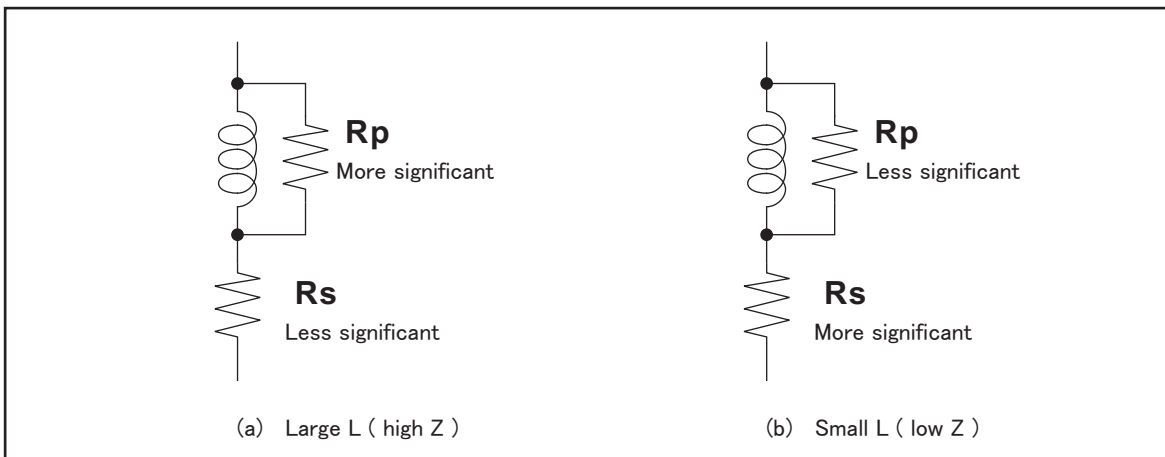 Rp
More significant
Rs
Less significant
(a) Large L ( high Z )
Rp
Less significant
Rs
More significant
(b) Small L ( low Z )